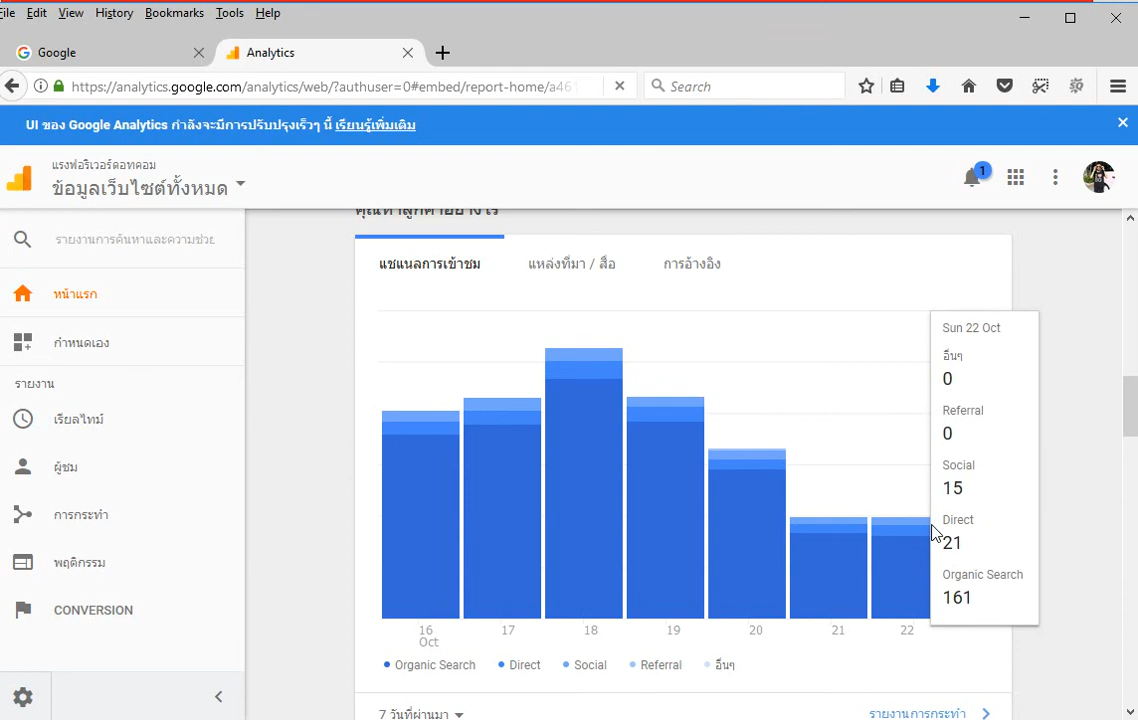 File Edit View History Bookmarks Tools Help
Google
Analytics
https://analytics.google.com/analytics/web/?authuser=0#embed/report-home/a461
Search
UI ของ Google Analytics กำลังจะมีการปรับปรุงเร็วๆ นี้ เรียนรู้เพิ่มเติม
แรงฟอริเวอร์ดอทคอม
ข้อมูลเว็บไซต์ทั้งหมด
1
รายงานการค้นหาและความช่วย
หน้าแรก
กำหนดเอง
รายงาน
เรียลไทม์
ผู้ชม
การกระทำ
พฤติกรรม
CONVERSION
แชแนลการเข้าชม
แหล่งที่มา / สื่อ
การอ้างอิง
Sun 22 Oct
อื่นๆ
0
Referral
0
Social
15
Direct
21
Organic Search
161
16 17 18 19 20 21 22
Oct
Organic Search Direct Social Referral อื่นๆ
7 วันที่ผ่านมา
รายงานการกระทำ